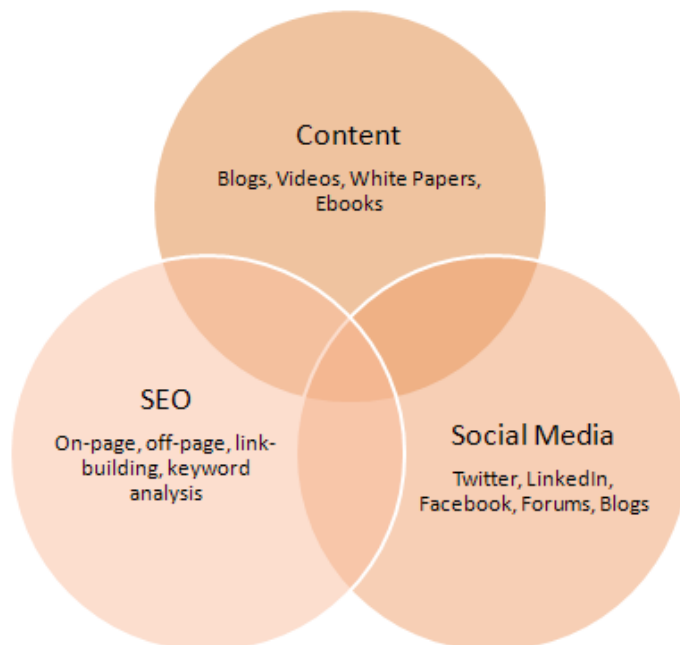 Content
Blogs, Videos, White Papers,
Ebooks
SEO
On-page, off-page, link-
building, keyword
analysis
Social Media
Twitter, LinkedIn,
Facebook, Forums, Blogs